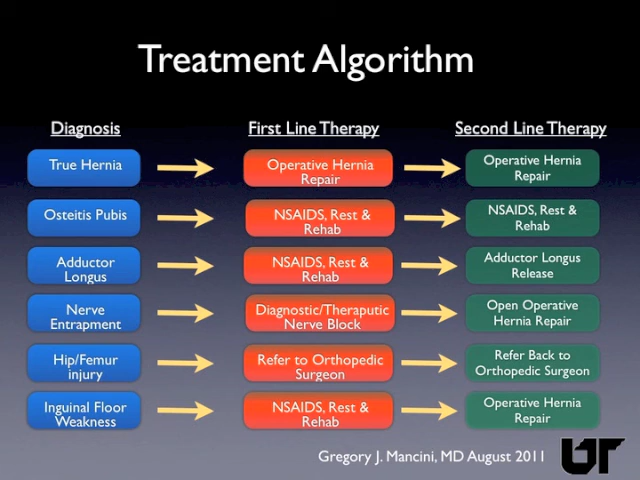 Treatment Algorithm
Diagnosis First Line Therapy Second Line Therapy
True Hernia
Operative Hernia
Repair
Operative Hernia
Repair
Osteitis Pubis
NSAIDS, Rest &
Rehab
NSAIDS, Rest &
Rehab
Adductor
Longus
NSAIDS, Rest &
Rehab
Adductor Longus
Release
Nerve
Entrapment
Diagnostic/Theraputic
Nerve Block
Open Operative
Hernia Repair
Hip/Femur
injury
Refer to Orthopedic
Surgeon
Refer Back to
Orthopedic Surgeon
Inguinal Floor
Weakness
NSAIDS, Rest &
Rehab
Operative Hernia
Repair
Gregory J. Mancini, MD August 2011
UT